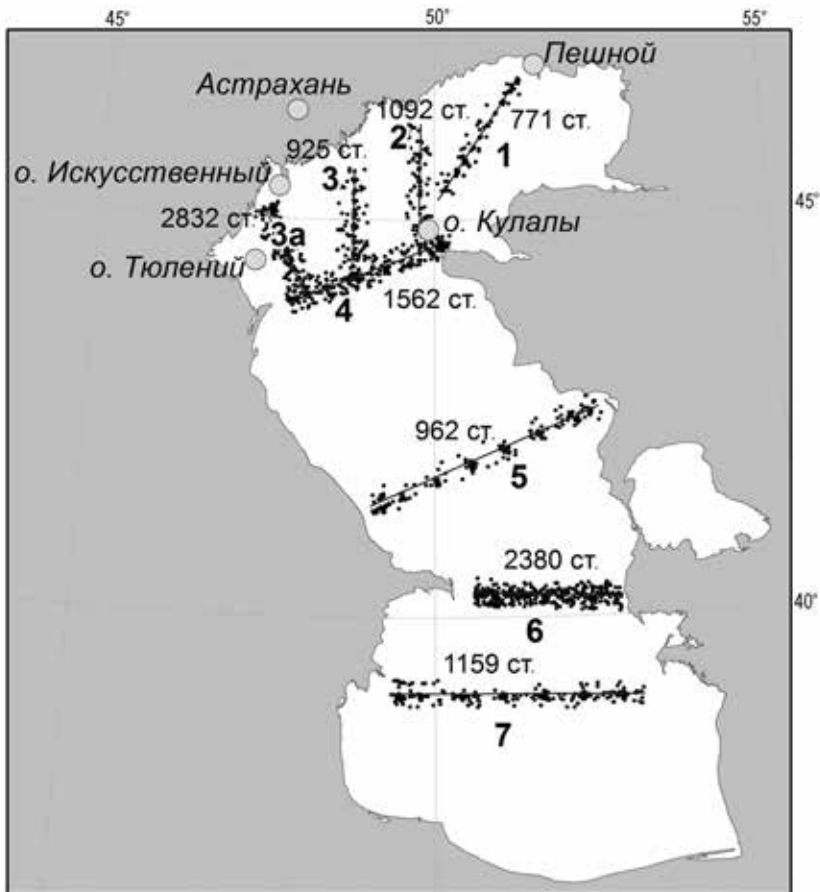 45° 50° 55°
Пешной
Астрахань
1092 ст.
771 ст.
2
925 ст.
1
о. Искусственный
3
45°
2832 ст.
о. Кулалы
3а
о. Тюлений
4
1562 ст.
962 ст.
5
2380 ст.
40°
6
1159 ст.
7